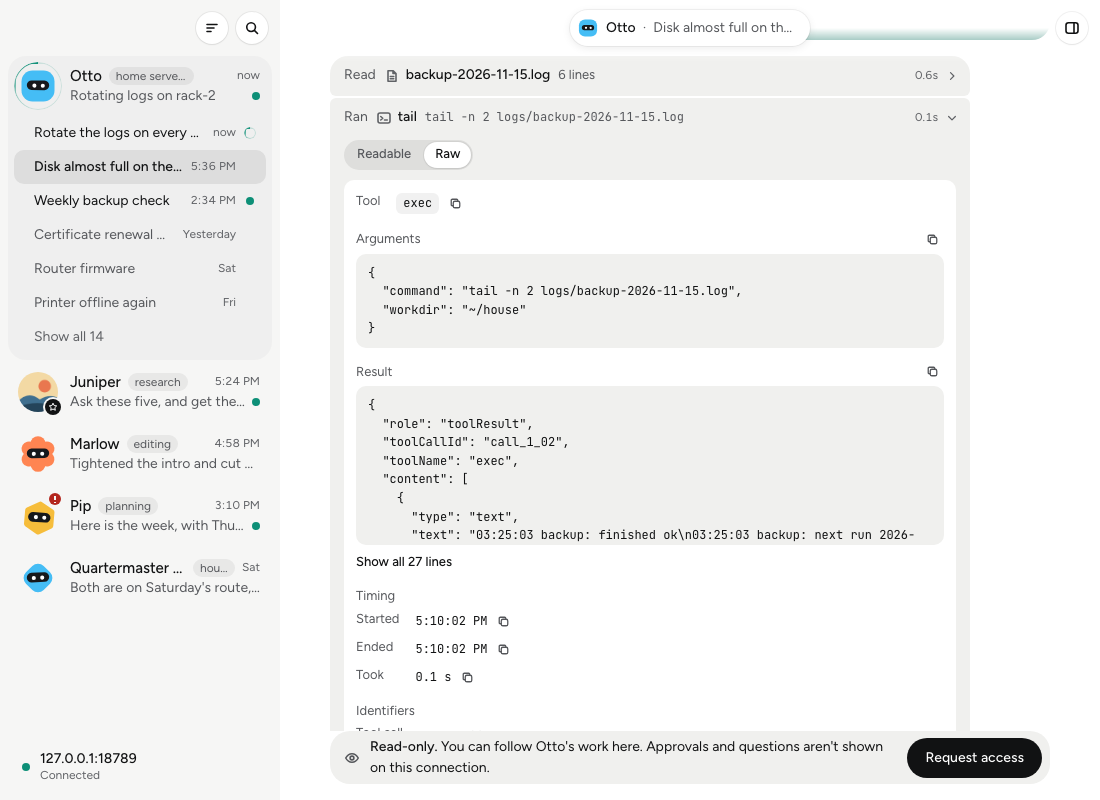 Otto home serve... now
Rotating logs on rack-2
Rotate the logs on every ... now
Disk almost full on the... 5:36 PM
Weekly backup check 2:34 PM
Certificate renewal ... Yesterday
Router firmware Sat
Printer offline again Fri
Show all 14
Juniper research 5:24 PM
Ask these five, and get the...
Marlow editing 4:58 PM
Tightened the intro and cut ...
Pip planning 3:10 PM
Here is the week, with Thu...
Quartermaster ... hou... Sat
Both are on Saturday's route,...
127.0.0.1:18789
Connected
Otto · Disk almost full on th...
Read backup-2026-11-15.log 6 lines 0.6s
Ran tail tail -n 2 logs/backup-2026-11-15.log 0.1s
Readable Raw
Tool exec
Arguments
{
"command": "tail -n 2 logs/backup-2026-11-15.log",
"workdir": "~/house"
}
Result
{
"role": "toolResult",
"toolCallId": "call_1_02",
"toolName": "exec",
"content": [
{
"type": "text",
"text": "03:25:03 backup: finished ok\n03:25:03 backup: next run 2026-
Show all 27 lines
Timing
Started 5:10:02 PM
Ended 5:10:02 PM
Took 0.1 s
Identifiers
Read-only. You can follow Otto's work here. Approvals and questions aren't shown
on this connection.
Request access